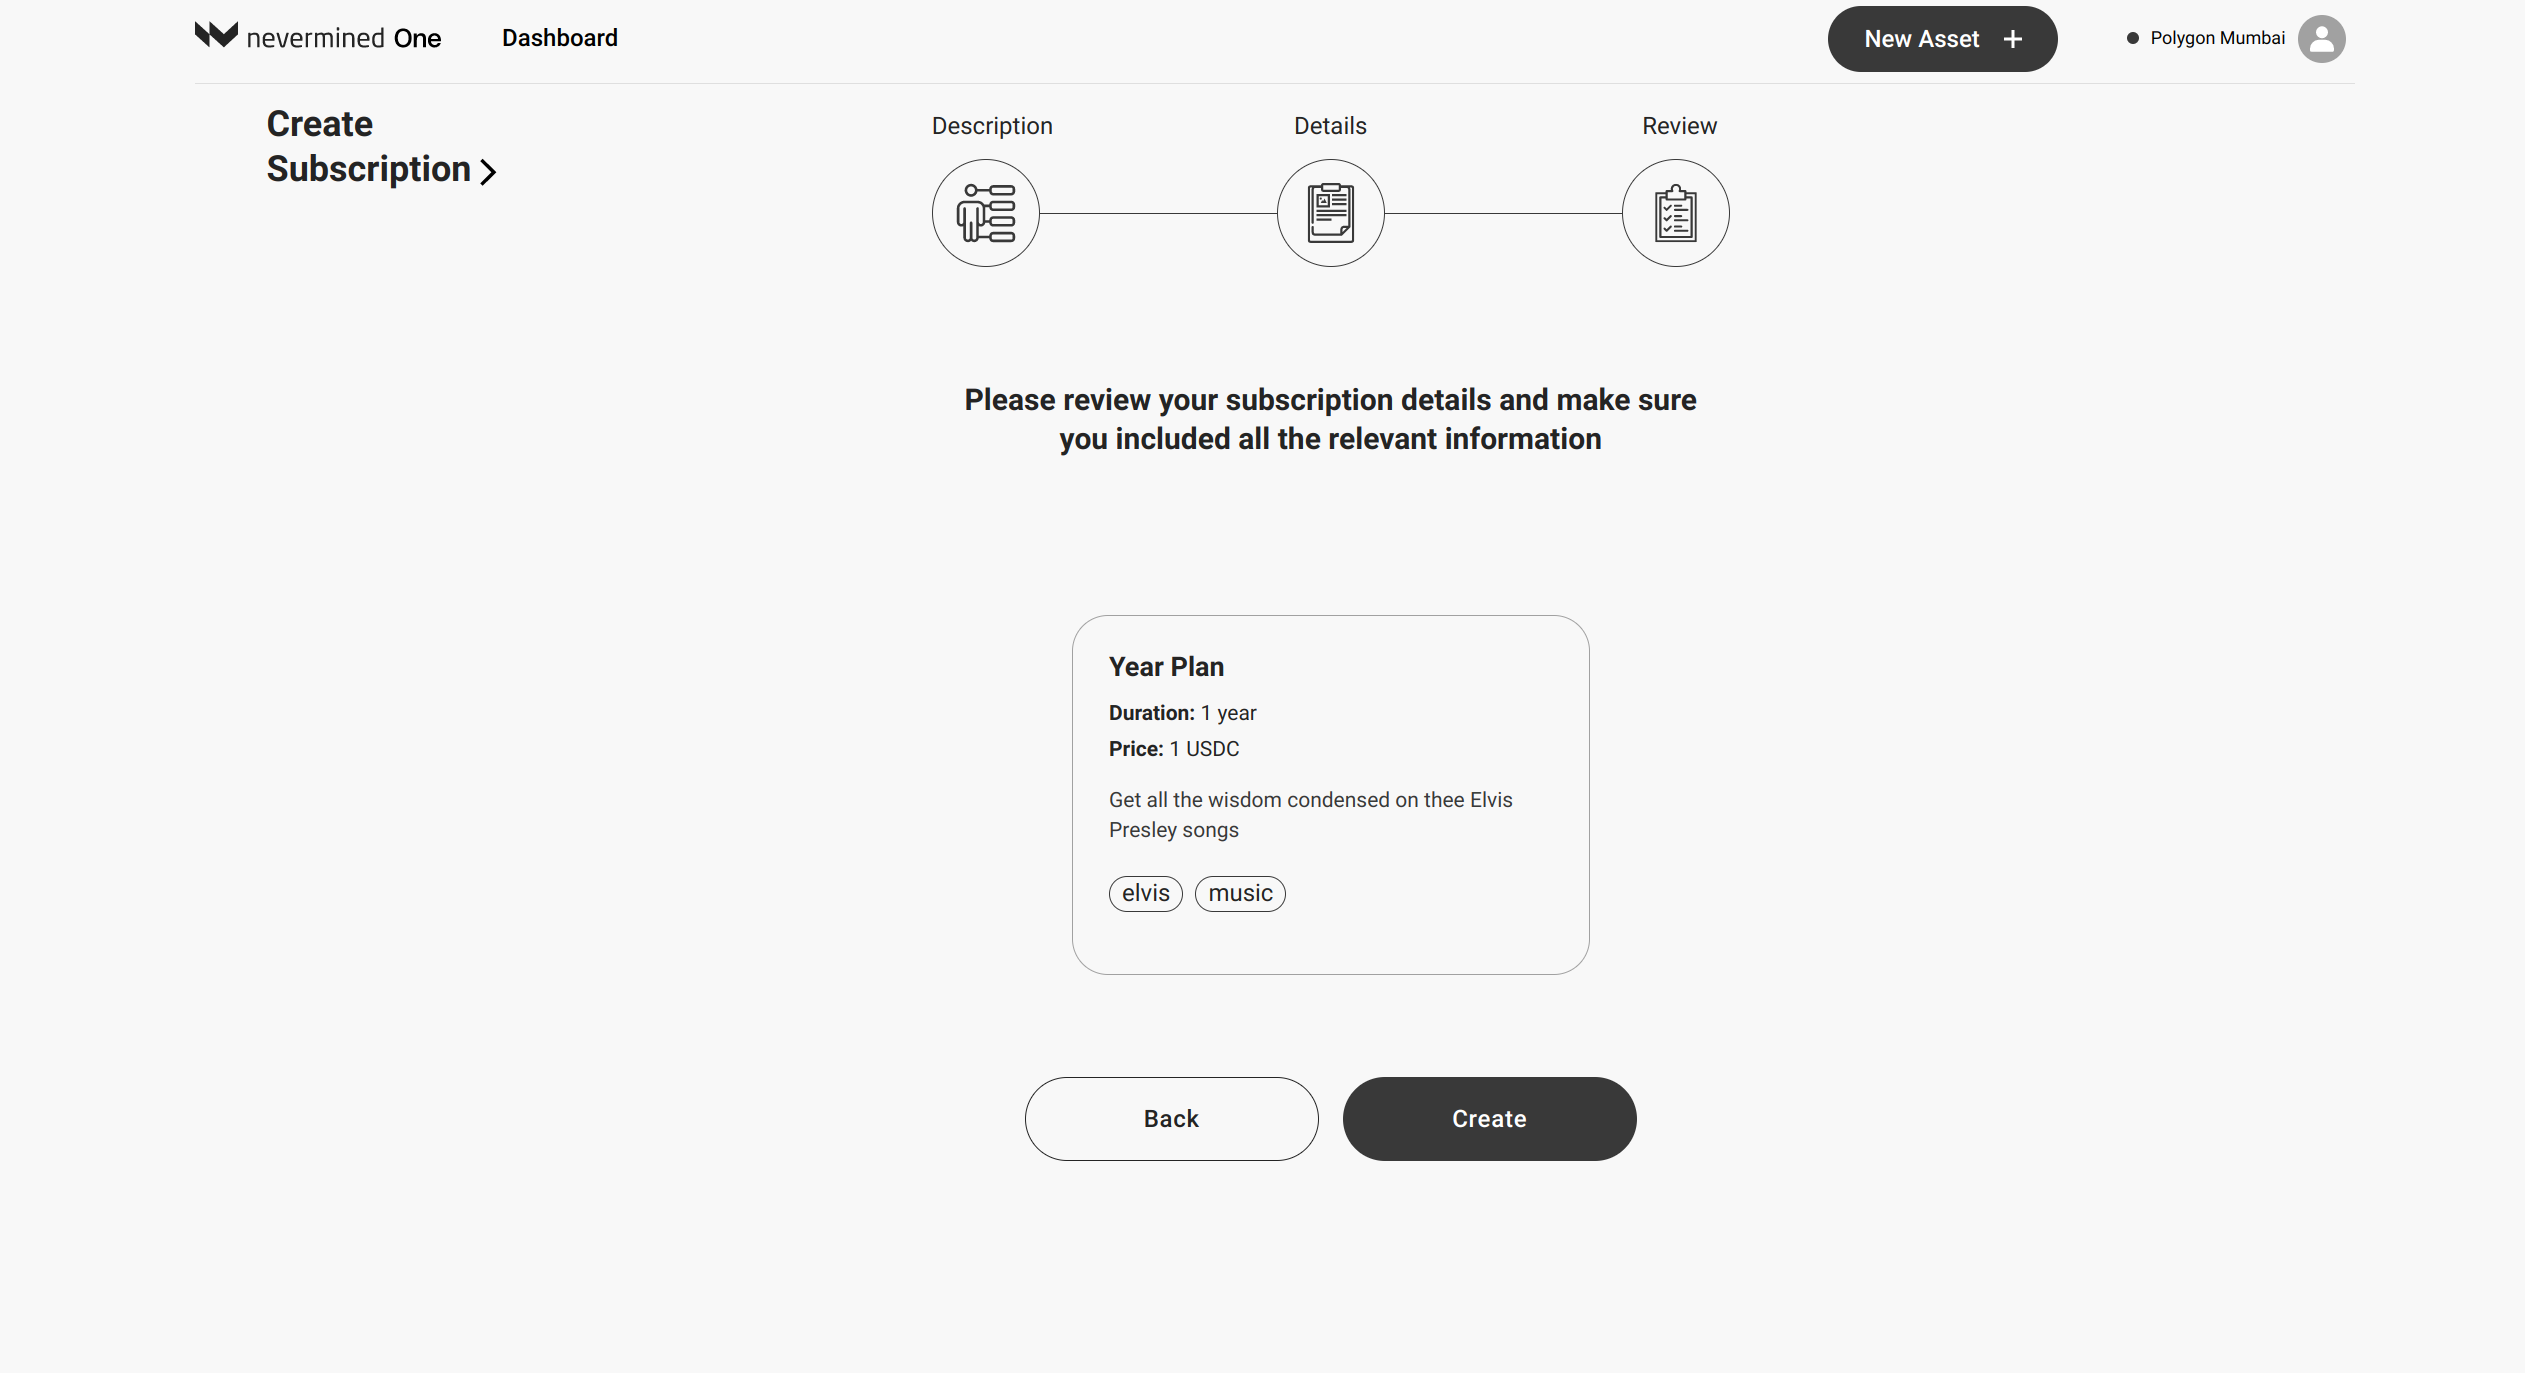 nevermined One
Dashboard
New Asset +
Polygon Mumbai
Create
Subscription
Description
Details
Review
Please review your subscription details and make sure
you included all the relevant information
Year Plan
Duration: 1 year
Price: 1 USDC
Get all the wisdom condensed on thee Elvis
Presley songs
elvis
music
Back
Create